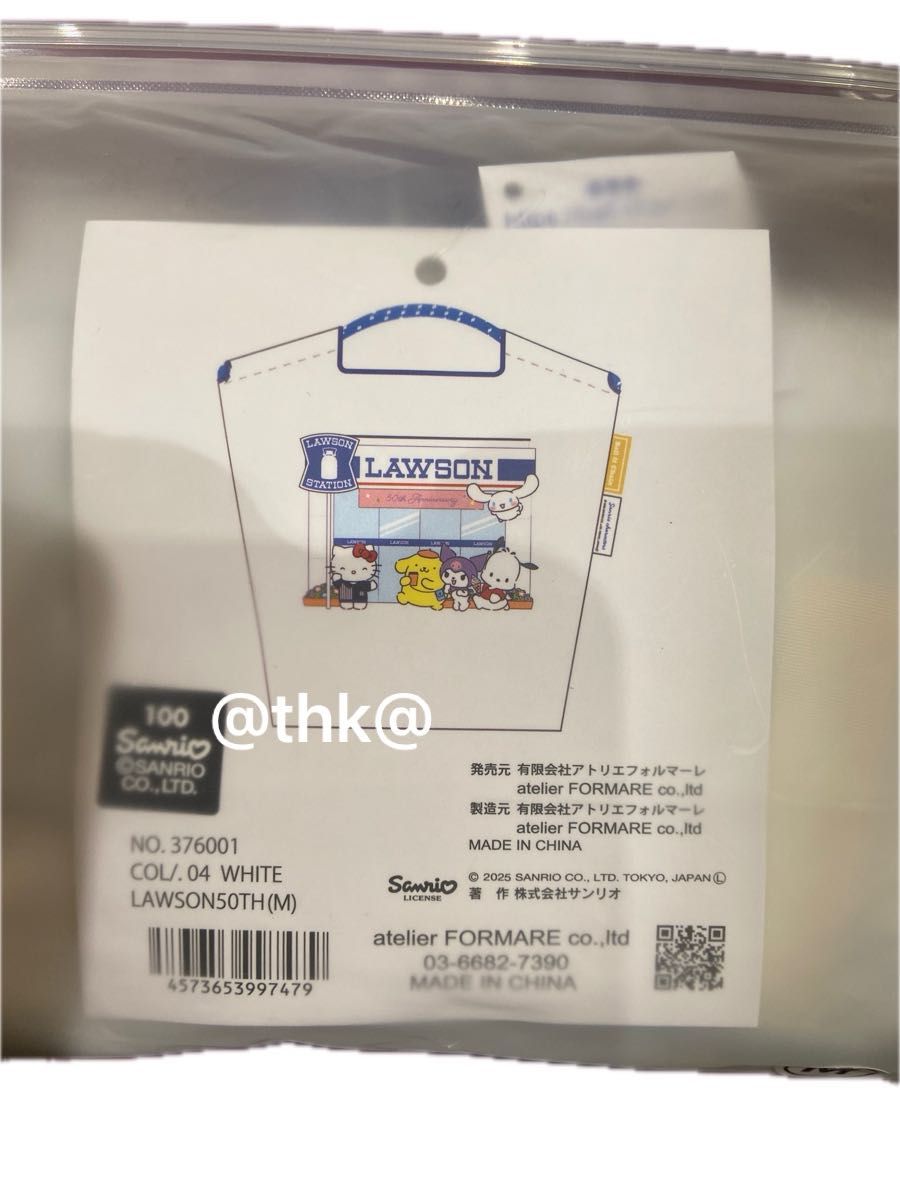 LAWSON
STATION
LAWSON
50th Anniversary
LAWSON LAWSON LAWSON LAWSON
@thk@
100
Sanrio
©SANRIO
CO.,LTD.
発売元 有限会社アトリエフォルマーレ
atelier FORMARE co.,ltd
製造元 有限会社アトリエフォルマーレ
atelier FORMARE co.,ltd
MADE IN CHINA
NO. 376001
COL/. 04 WHITE
LAWSON50TH(M)
Sanrio
LICENSE
© 2025 SANRIO CO., LTD. TOKYO, JAPAN Ⓛ
著 作 株式会社サンリオ
4573653997479
atelier FORMARE co.,ltd
03-6682-7390
MADE IN CHINA